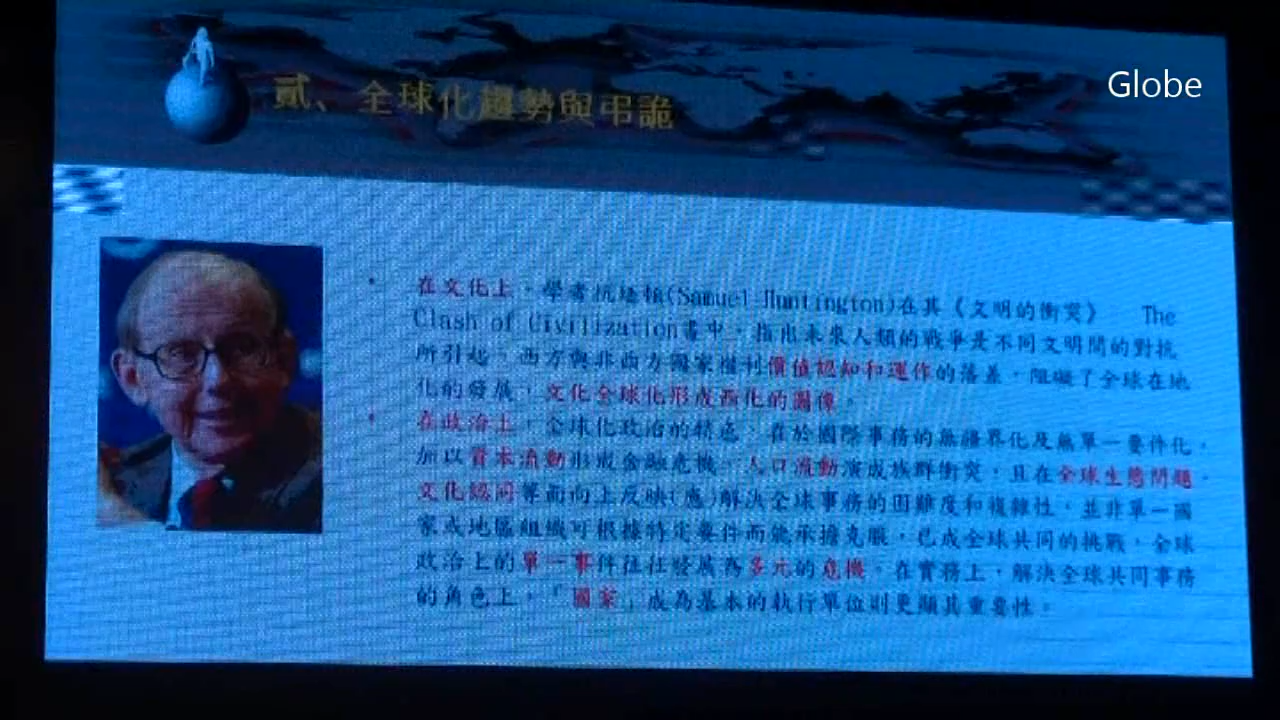 Globe
貳、全球化趨勢與弔詭
• 在文化上，學者杭廷頓(Samuel Huntington)在其《文明的衝突》 The
Clash of Civilization書中，指出未來人類的戰爭是不同文明間的對抗
所引起，西方與非西方國家權利價值認知和運作的落差，阻礙了全球在地
化的發展，文化全球化形成西化的圖像。
• 在政治上，全球化政治的特色，在於國際事務的無疆界化及無單一要件化，
加以資本流動形成金融危機，人口流動演成族群衝突，且在全球生態問題，
文化認同等面向上反映(應)解決全球事務的困難度和複雜性，並非單一國
家或地區組織可根據特定要件而能承擔克服，已成全球共同的挑戰，全球
政治上的單一事件往往發展為多元的危機，在實務上，解決全球共同事務
的角色上，「國家」成為基本的執行單位則更顯其重要性。